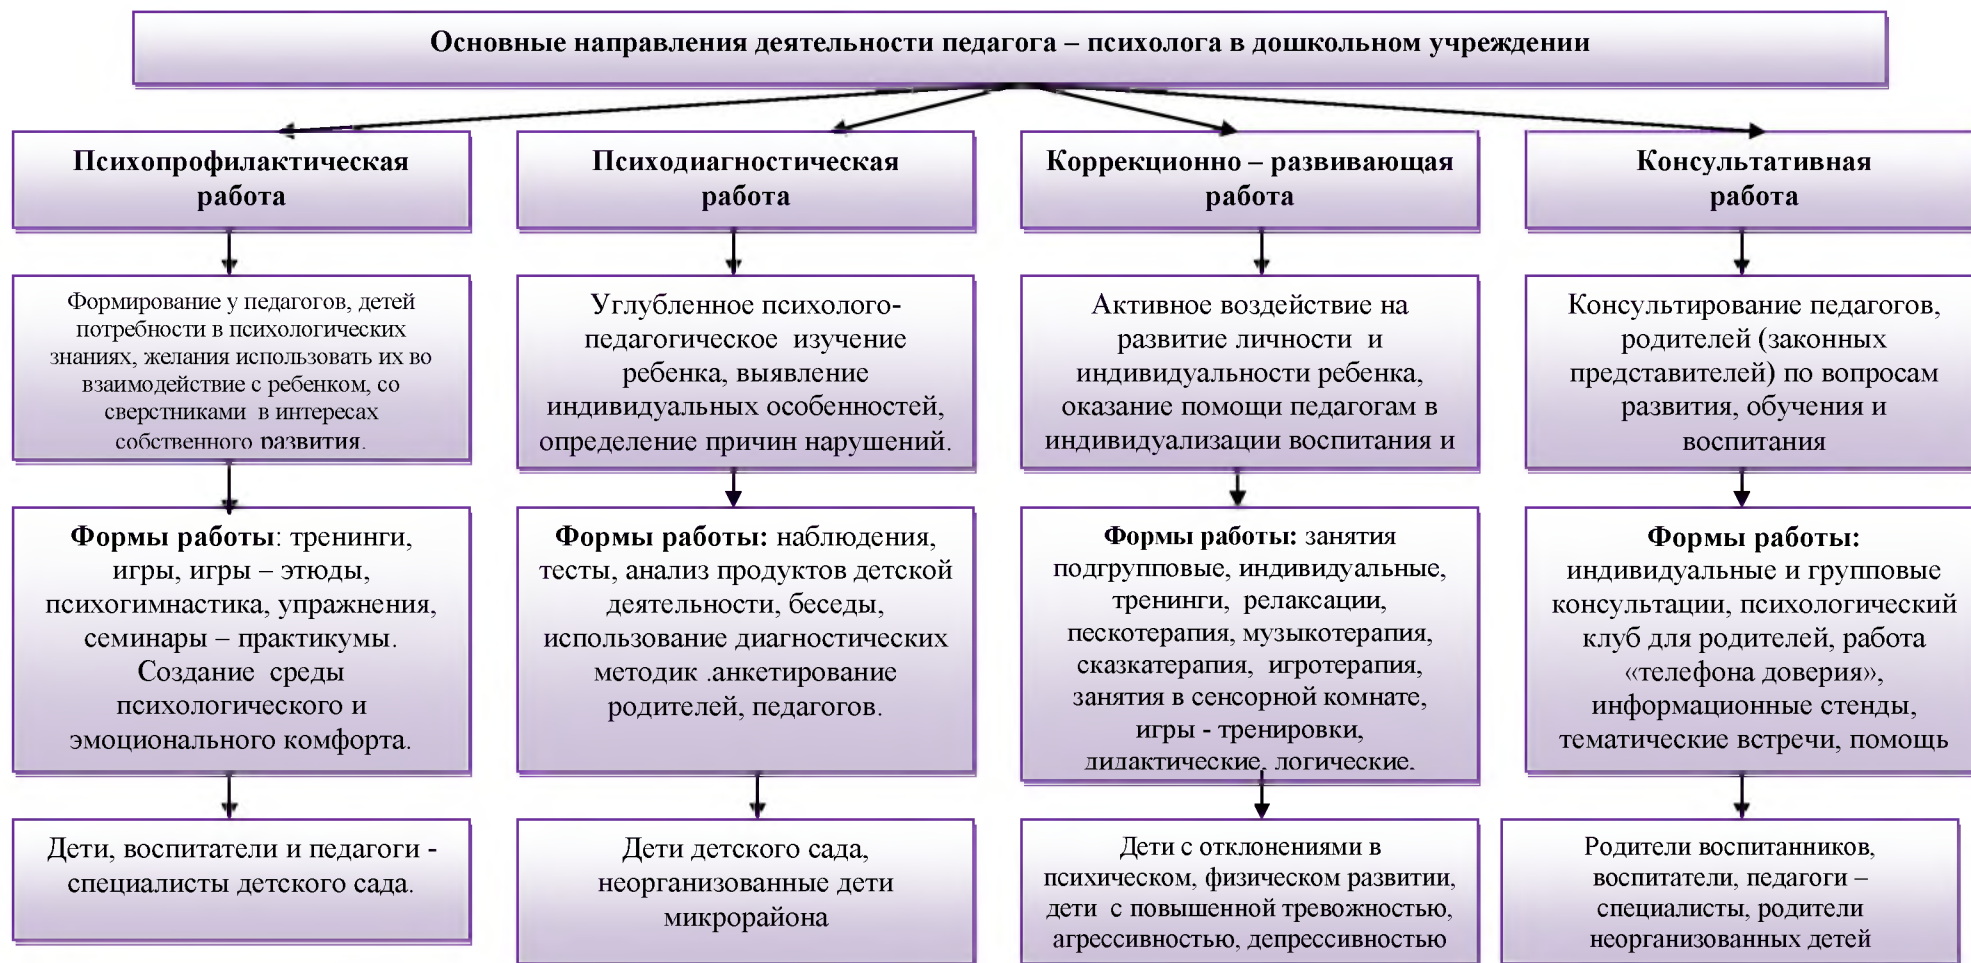 Основные направления деятельности педагога – психолога в дошкольном учреждении
Психопрофилактическая
работа
Психодиагностическая
работа
Коррекционно – развивающая
работа
Консультативная
работа
Формирование у педагогов, детей
потребности в психологических
знаниях, желания использовать их во
взаимодействие с ребенком, со
сверстниками в интересах
собственного развития.
Углубленное психолого-
педагогическое изучение
ребенка, выявление
индивидуальных особенностей,
определение причин нарушений.
Активное воздействие на
развитие личности и
индивидуальности ребенка,
оказание помощи педагогам в
индивидуализации воспитания и
Консультирование педагогов,
родителей (законных
представителей) по вопросам
развития, обучения и
воспитания
Формы работы: тренинги,
игры, игры – этюды,
психогимнастика, упражнения,
семинары – практикумы.
Создание среды
психологического и
эмоционального комфорта.
Формы работы: наблюдения,
тесты, анализ продуктов детской
деятельности, беседы,
использование диагностических
методик .анкетирование
родителей, педагогов.
Формы работы: занятия
подгрупповые, индивидуальные,
тренинги, релаксации,
пескотерапия, музыкотерапия,
сказкатерапия, игротерапия,
занятия в сенсорной комнате,
игры - тренировки,
дидактические, логические,
Формы работы:
индивидуальные и групповые
консультации, психологический
клуб для родителей, работа
«телефона доверия»,
информационные стенды,
тематические встречи, помощь
Дети, воспитатели и педагоги -
специалисты детского сада.
Дети детского сада,
неорганизованные дети
микрорайона
Дети с отклонениями в
психическом, физическом развитии,
дети с повышенной тревожностью,
агрессивностью, депрессивностью
Родители воспитанников,
воспитатели, педагоги –
специалисты, родители
неорганизованных детей